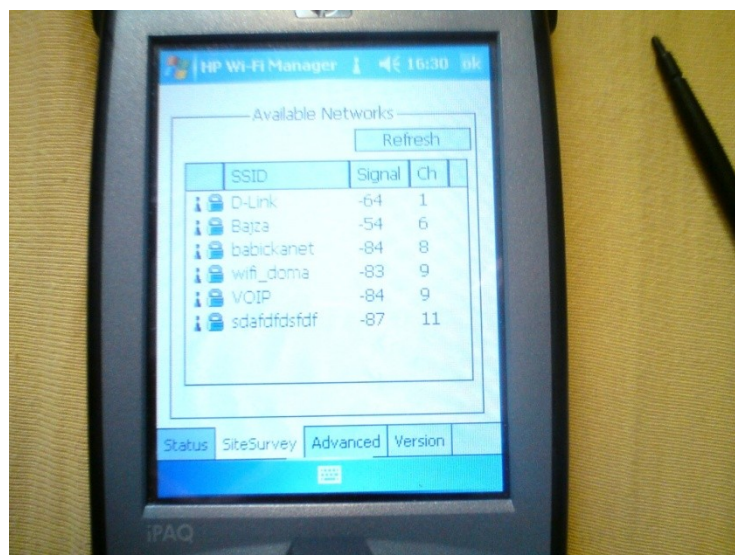 HP Wi-Fi Manager 16:30 ok
Available Networks
Refresh
SSID Signal Ch
D-Link -64 1
Bajza -54 6
babickanet -84 8
wifi_doma -83 9
VOIP -84 9
sdafdfdsfdf -87 11
Status SiteSurvey Advanced Version
iPAQ